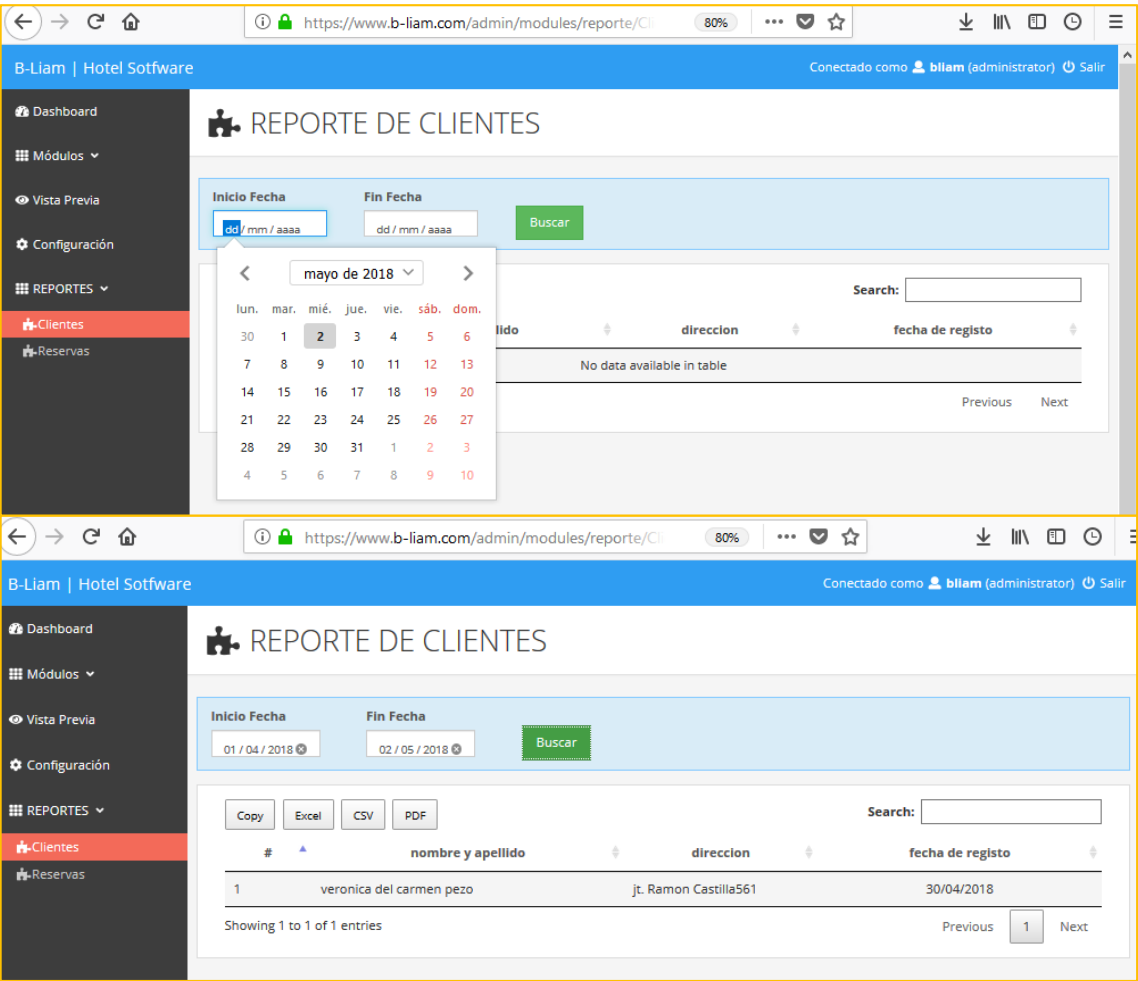 https://www.b-liam.com/admin/modules/reporte/Cl 80%
B-Liam | Hotel Sotfware Conectado como bliam (administrator) Salir
Dashboard
REPORTE DE CLIENTES
Módulos
Vista Previa
Inicio Fecha Fin Fecha
dd / mm / aaaa dd / mm / aaaa Buscar
Configuración
mayo de 2018
REPORTES
Search:
lun. mar. mié. jue. vie. sáb. dom.
Clientes
llido direccion fecha de registo
30 1 2 3 4 5 6
Reservas
7 8 9 10 11 12 13
No data available in table
14 15 16 17 18 19 20
Previous Next
21 22 23 24 25 26 27
28 29 30 31 1 2 3
4 5 6 7 8 9 10
https://www.b-liam.com/admin/modules/reporte/Cl 80%
B-Liam | Hotel Sotfware Conectado como bliam (administrator) Salir
Dashboard
REPORTE DE CLIENTES
Módulos
Vista Previa
Inicio Fecha Fin Fecha
01 / 04 / 2018 02 / 05 / 2018 Buscar
Configuración
REPORTES
Copy Excel CSV PDF Search:
Clientes
# nombre y apellido direccion fecha de registo
Reservas
1 veronica del carmen pezo jt. Ramon Castilla561 30/04/2018
Showing 1 to 1 of 1 entries Previous 1 Next